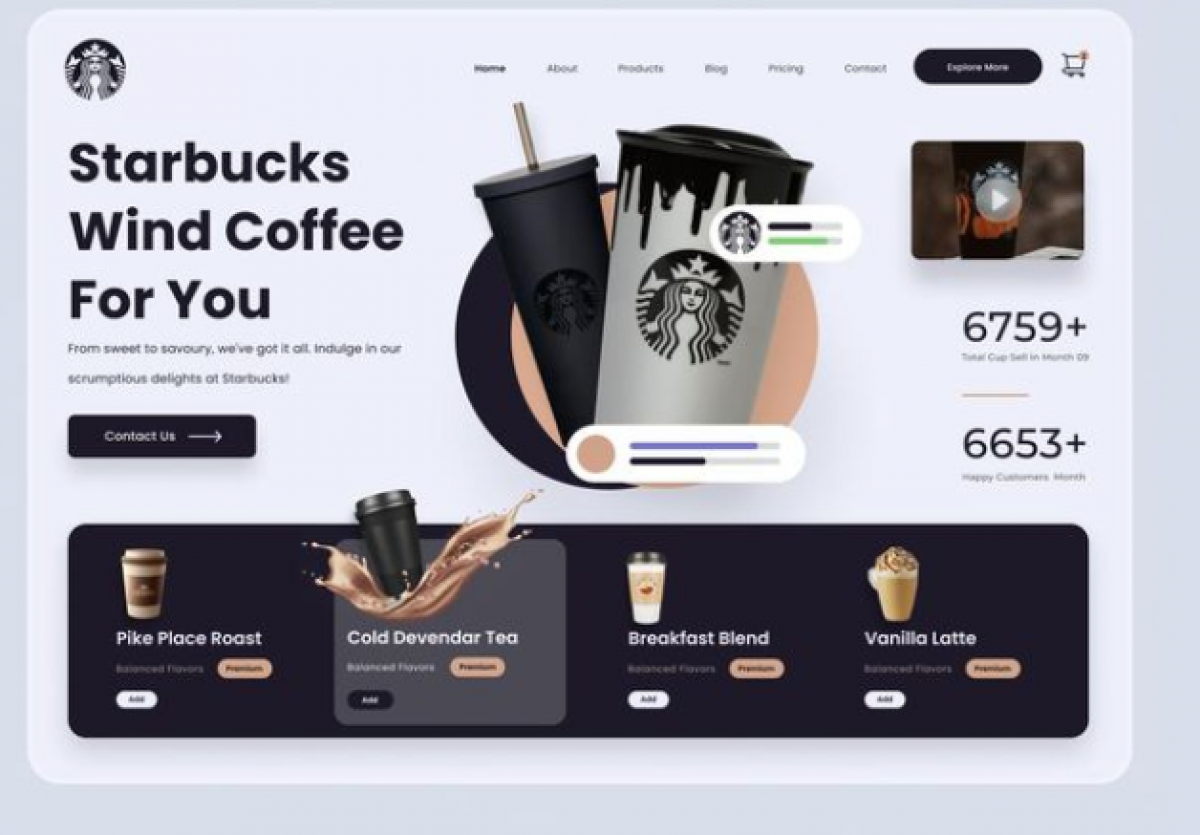 Home About Products Blog Pricing Contact Explore More
Starbucks
Wind Coffee
For You
From sweet to savoury, we've got it all. Indulge in our
scrumptious delights at Starbucks!
Contact Us
6759+
Total Cup Sell In Month 09
6653+
Happy Customers Month
Pike Place Roast
Balanced Flavors Premium
Add
Cold Devendar Tea
Balanced Flavors Premium
Add
Breakfast Blend
Balanced Flavors Premium
Add
Vanilla Latte
Balanced Flavors Premium
Add